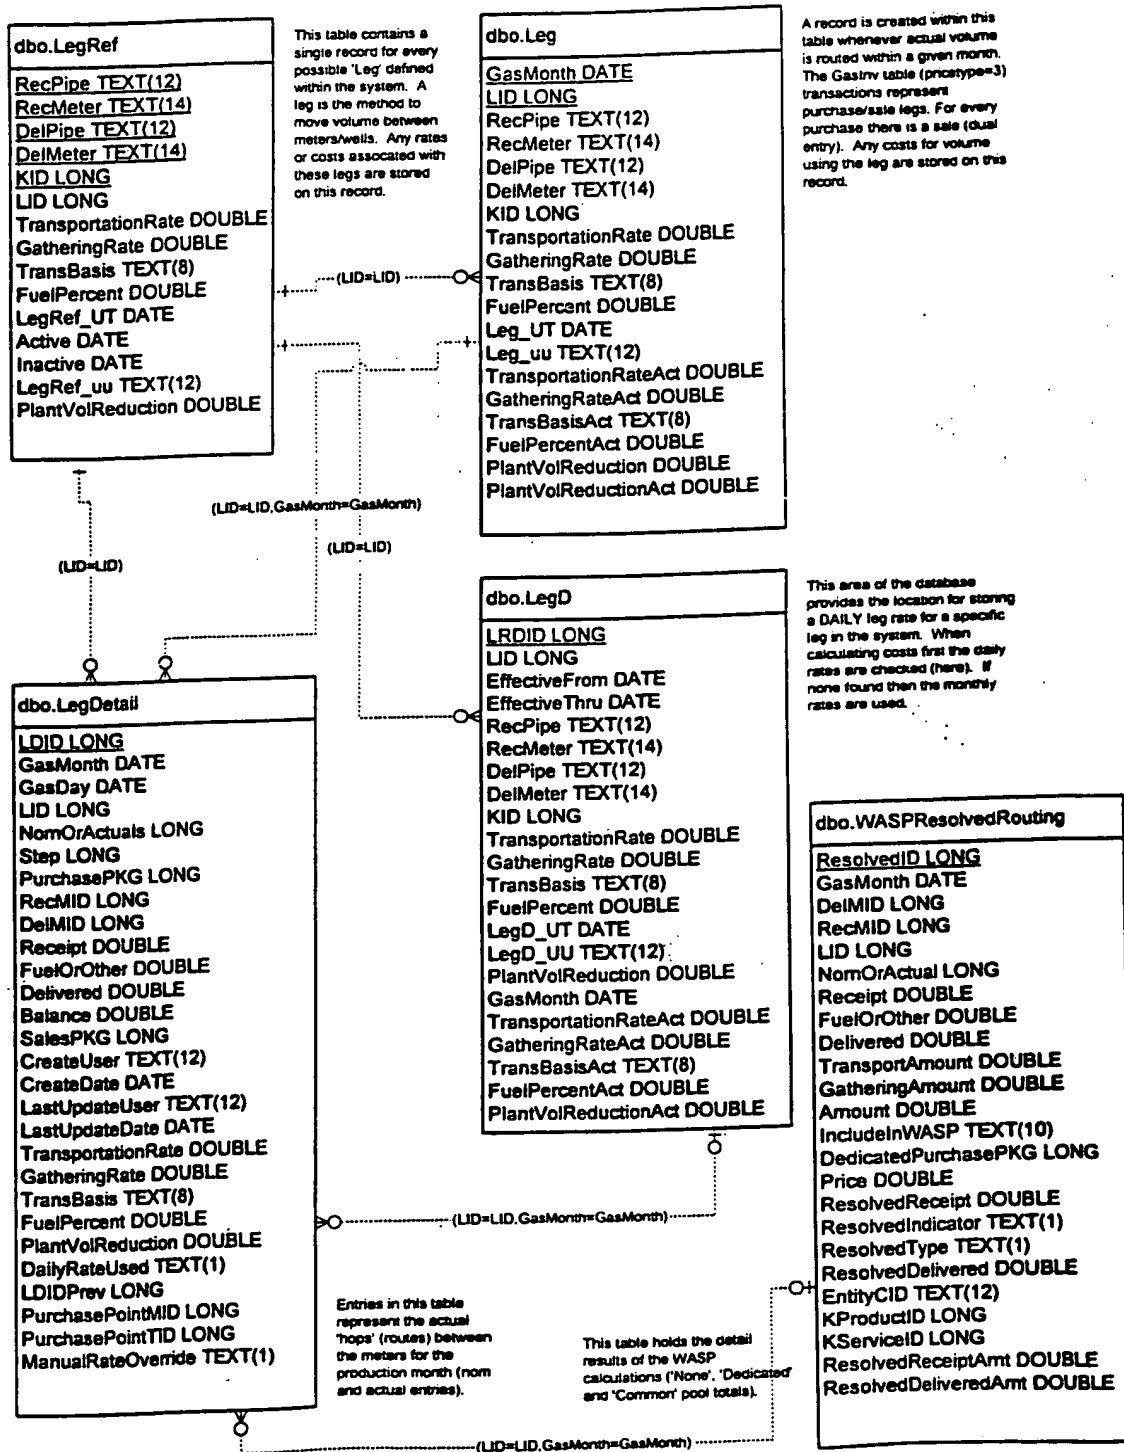 dbo.LegRef
RecPipe TEXT(12)
RecMeter TEXT(14)
DelPipe TEXT(12)
DelMeter TEXT(14)
KID LONG
LID LONG
TransportationRate DOUBLE
GatheringRate DOUBLE
TransBasis TEXT(8)
FuelPercent DOUBLE
LegRef_UT DATE
Active DATE
Inactive DATE
LegRef_uu TEXT(12)
PlantVolReduction DOUBLE
This table contains a
single record for every
possible 'Leg' defined
within the system. A
leg is the method to
move volume between
meters/wells. Any rates
or costs assocated with
these legs are stored
on this record.
dbo.Leg
GasMonth DATE
LID LONG
RecPipe TEXT(12)
RecMeter TEXT(14)
DelPipe TEXT(12)
DelMeter TEXT(14)
KID LONG
TransportationRate DOUBLE
GatheringRate DOUBLE
TransBasis TEXT(8)
FuelPercent DOUBLE
Leg_UT DATE
Leg_uu TEXT(12)
TransportationRateAct DOUBLE
GatheringRateAct DOUBLE
TransBasisAct TEXT(8)
FuelPercentAct DOUBLE
PlantVolReduction DOUBLE
PlantVolReductionAct DOUBLE
A record is created within this
table whenever actual volume
is routed within a given month.
The GasInv table (pricetype=3)
transactions represent
purchase/sale legs. For every
purchase there is a sale (dual
entry). Any costs for volume
using the leg are stored on this
record.
(LID=LID)
(LID=LID,GasMonth=GasMonth)
(LID=LID)
(LID=LID)
dbo.LegD
LRDID LONG
LID LONG
EffectiveFrom DATE
EffectiveThru DATE
RecPipe TEXT(12)
RecMeter TEXT(14)
DelPipe TEXT(12)
DelMeter TEXT(14)
KID LONG
TransportationRate DOUBLE
GatheringRate DOUBLE
TransBasis TEXT(8)
FuelPercent DOUBLE
LegD_UT DATE
LegD_UU TEXT(12)
PlantVolReduction DOUBLE
GasMonth DATE
TransportationRateAct DOUBLE
GatheringRateAct DOUBLE
TransBasisAct TEXT(8)
FuelPercentAct DOUBLE
PlantVolReductionAct DOUBLE
This area of the database
provides the location for storing
a DAILY leg rate for a specific
leg in the system. When
calculating costs first the daily
rates are checked (here). If
none found then the monthly
rates are used.
dbo.LegDetail
LDID LONG
GasMonth DATE
GasDay DATE
LID LONG
NomOrActuals LONG
Step LONG
PurchasePKG LONG
RecMID LONG
DelMID LONG
Receipt DOUBLE
FuelOrOther DOUBLE
Delivered DOUBLE
Balance DOUBLE
SalesPKG LONG
CreateUser TEXT(12)
CreateDate DATE
LastUpdateUser TEXT(12)
LastUpdateDate DATE
TransportationRate DOUBLE
GatheringRate DOUBLE
TransBasis TEXT(8)
FuelPercent DOUBLE
PlantVolReduction DOUBLE
DailyRateUsed TEXT(1)
LDIDPrev LONG
PurchasePointMID LONG
PurchasePointTID LONG
ManualRateOverride TEXT(1)
dbo.WASPResolvedRouting
ResolvedID LONG
GasMonth DATE
DelMID LONG
RecMID LONG
LID LONG
NomOrActual LONG
Receipt DOUBLE
FuelOrOther DOUBLE
Delivered DOUBLE
TransportAmount DOUBLE
GatheringAmount DOUBLE
Amount DOUBLE
IncludeInWASP TEXT(10)
DedicatedPurchasePKG LONG
Price DOUBLE
ResolvedReceipt DOUBLE
ResolvedIndicator TEXT(1)
ResolvedType TEXT(1)
ResolvedDelivered DOUBLE
EntityCID TEXT(12)
KProductID LONG
KServiceID LONG
ResolvedReceiptAmt DOUBLE
ResolvedDeliveredAmt DOUBLE
(LID=LID,GasMonth=GasMonth)
Entries in this table
represent the actual
'hops' (routes) between
the meters for the
production month (nom
and actual entries).
This table holds the detail
results of the WASP
calculations ('None', 'Dedicated'
and 'Common' pool totals).
(LID=LID,GasMonth=GasMonth)